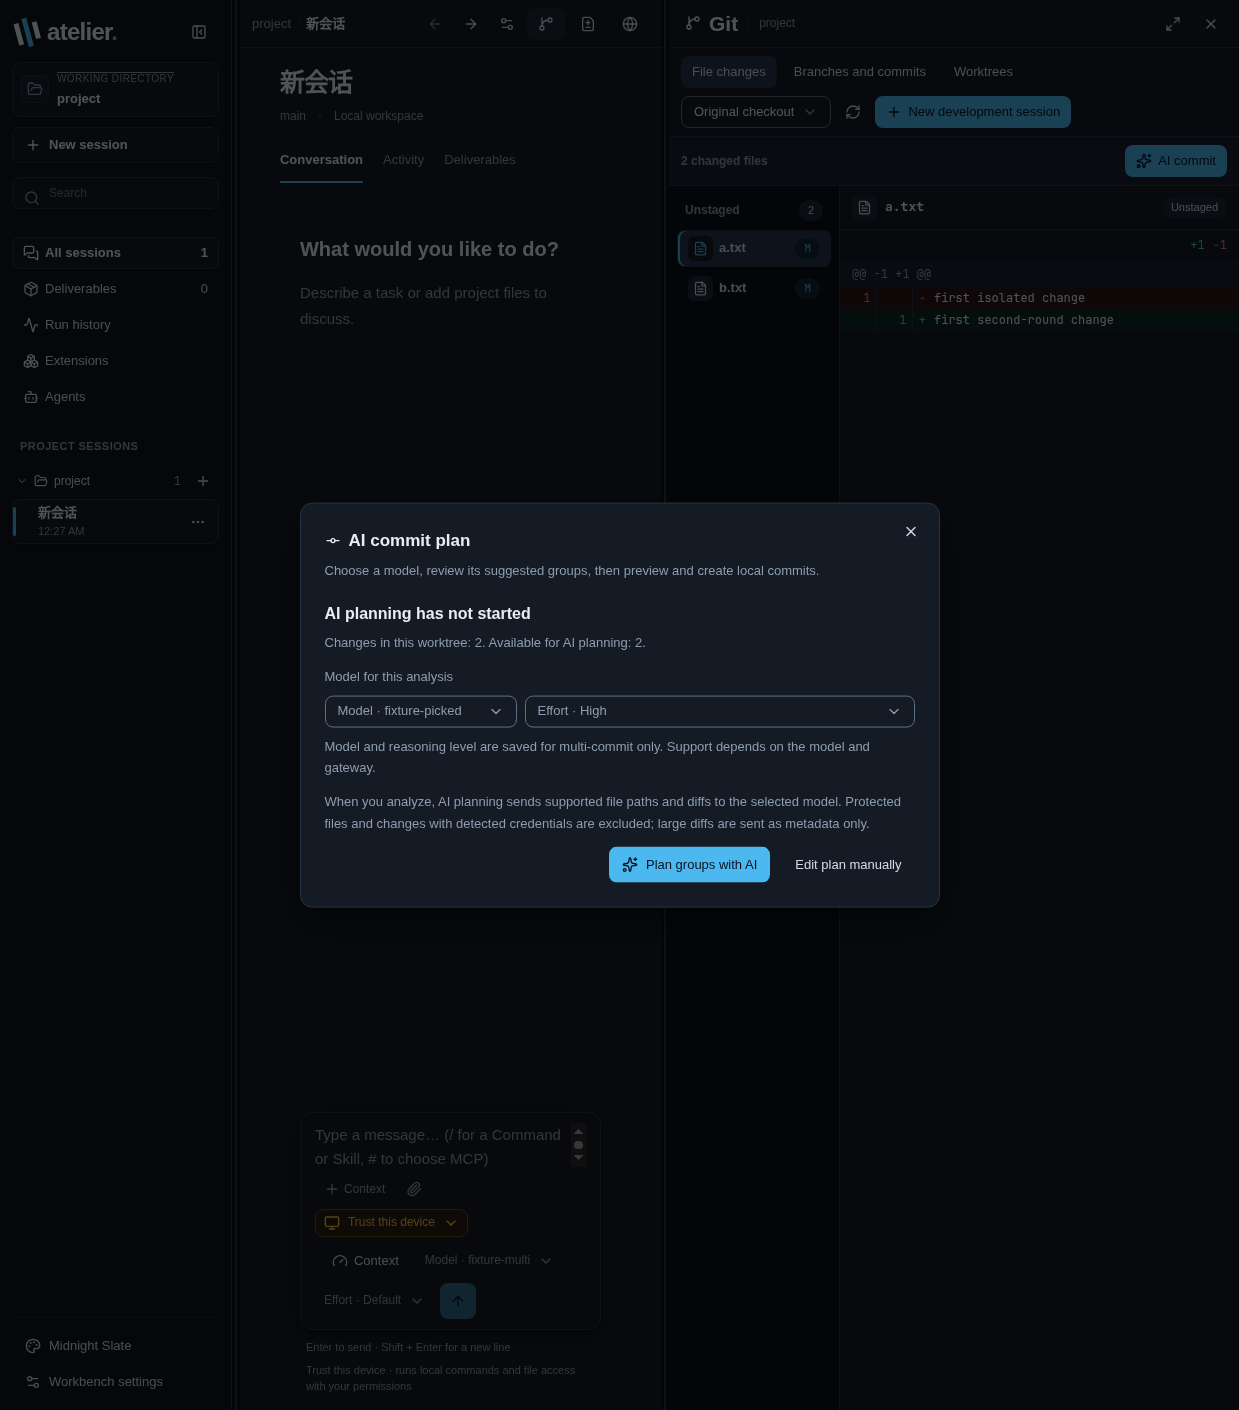 atelier.
WORKING DIRECTORY
project
New session
Search
All sessions 1
Deliverables 0
Run history
Extensions
Agents
PROJECT SESSIONS
project 1
新会话
12:27 AM
Midnight Slate
Workbench settings
project 新会话
新会话
main · Local workspace
Conversation Activity Deliverables
What would you like to do?
Describe a task or add project files to
discuss.
Type a message… (/ for a Command
or Skill, # to choose MCP)
Context
Trust this device
Context Model · fixture-multi
Effort · Default
Enter to send · Shift + Enter for a new line
Trust this device · runs local commands and file access
with your permissions
Git project
File changes Branches and commits Worktrees
Original checkout New development session
2 changed files AI commit
Unstaged 2
a.txt M
b.txt M
a.txt Unstaged
+1 -1
@@ -1 +1 @@
1 - first isolated change
1 + first second-round change
AI commit plan
Choose a model, review its suggested groups, then preview and create local commits.
AI planning has not started
Changes in this worktree: 2. Available for AI planning: 2.
Model for this analysis
Model · fixture-picked Effort · High
Model and reasoning level are saved for multi-commit only. Support depends on the model and
gateway.
When you analyze, AI planning sends supported file paths and diffs to the selected model. Protected
files and changes with detected credentials are excluded; large diffs are sent as metadata only.
Plan groups with AI Edit plan manually